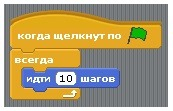 когда щелкнут по
всегда
идти 10 шагов